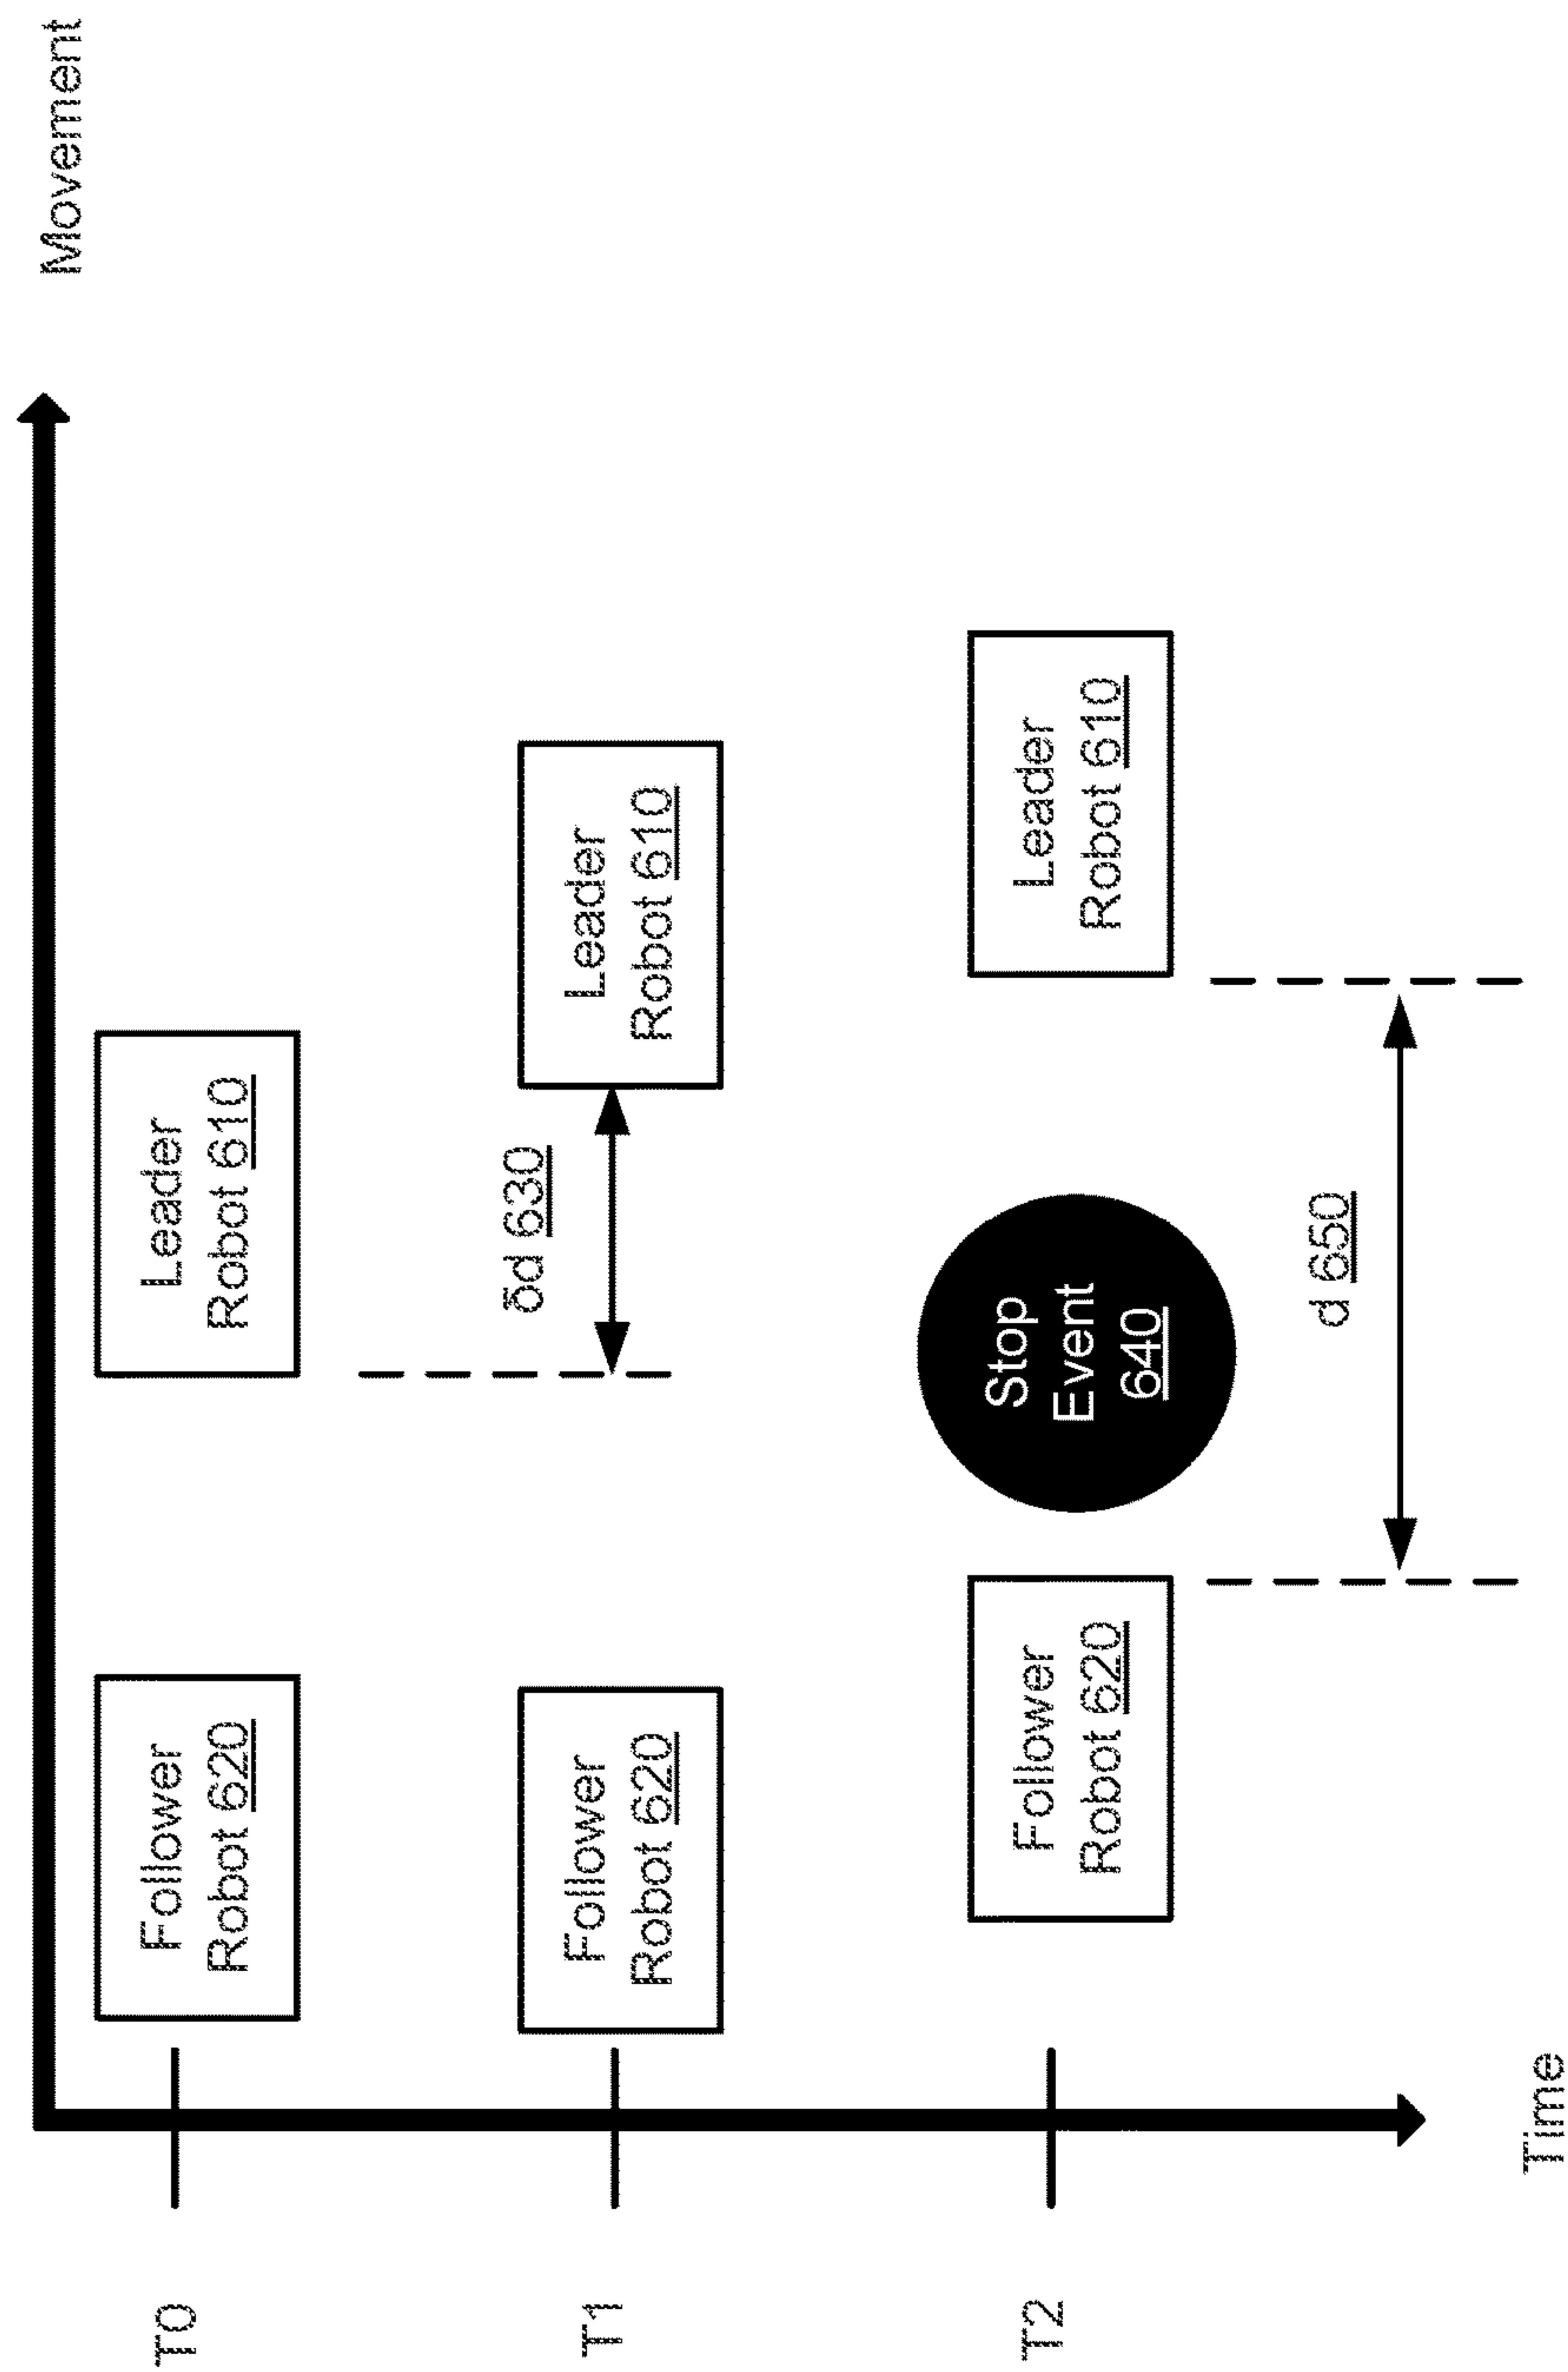 Movement
T0
Follower
Robot 620
Leader
Robot 610
T1
Follower
Robot 620
δd 630
Leader
Robot 610
T2
Follower
Robot 620
Stop
Event
640
Leader
Robot 610
d 650
Time